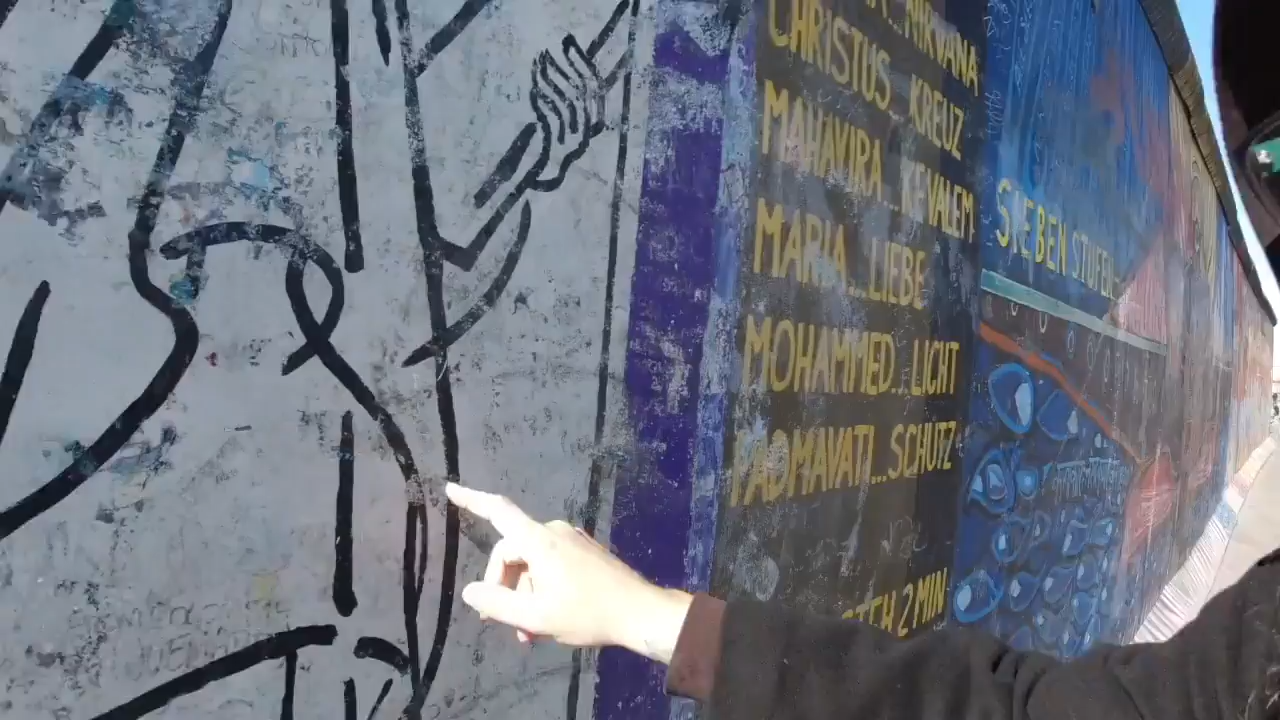 NIRVANA
CHRISTUS KREUZ
MAHAVIRA... KEVALEM
MARIA...LIEBE
MOHAMMED...LICHT
PADMAVATI...SCHUTZ
2 MIN
SIEBEN STUFEN